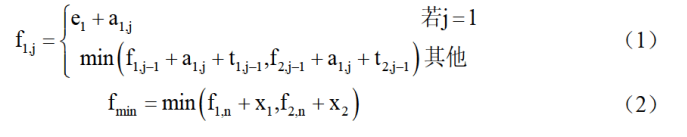 f₁,ⱼ = { e₁ + a₁,ⱼ 若j=1
min(f₁,ⱼ₋₁ + a₁,ⱼ + t₁,ⱼ₋₁, f₂,ⱼ₋₁ + a₁,ⱼ + t₂,ⱼ₋₁) 其他 （1）
fₘᵢₙ = min(f₁,ₙ + x₁, f₂,ₙ + x₂) （2）